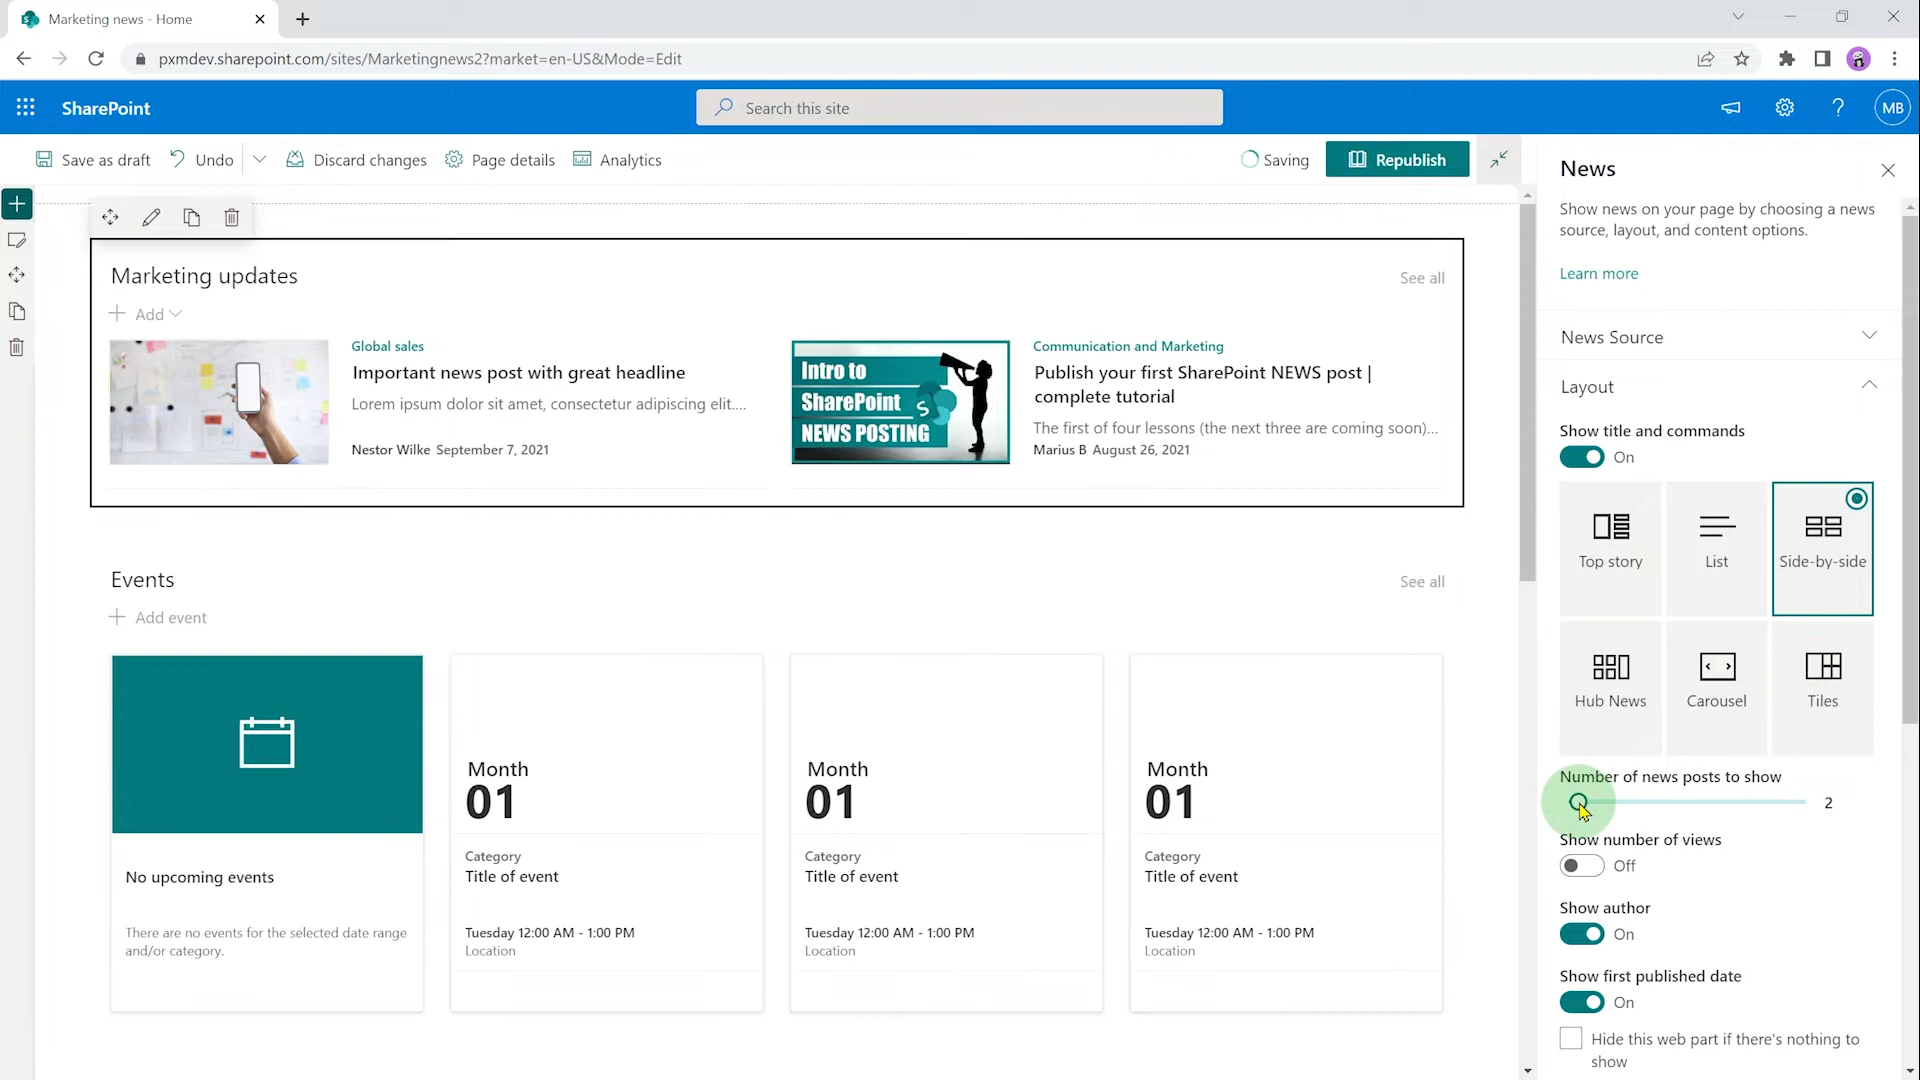 Marketing news - Home
pxmdev.sharepoint.com/sites/Marketingnews2?market=en-US&Mode=Edit
SharePoint
Search this site
MB
Save as draft
Undo
Discard changes
Page details
Analytics
Saving
Republish
Marketing updates
See all
Add
Global sales
Important news post with great headline
Lorem ipsum dolor sit amet, consectetur adipiscing elit....
Nestor Wilke September 7, 2021
Intro to
SharePoint
S
NEWS POSTING
Communication and Marketing
Publish your first SharePoint NEWS post |
complete tutorial
The first of four lessons (the next three are coming soon)...
Marius B August 26, 2021
Events
See all
Add event
No upcoming events
There are no events for the selected date range
and/or category.
Month
01
Category
Title of event
Tuesday 12:00 AM - 1:00 PM
Location
Month
01
Category
Title of event
Tuesday 12:00 AM - 1:00 PM
Location
Month
01
Category
Title of event
Tuesday 12:00 AM - 1:00 PM
Location
News
Show news on your page by choosing a news
source, layout, and content options.
Learn more
News Source
Layout
Show title and commands
On
Top story
List
Side-by-side
Hub News
Carousel
Tiles
Number of news posts to show
2
Show number of views
Off
Show author
On
Show first published date
On
Hide this web part if there's nothing to
show